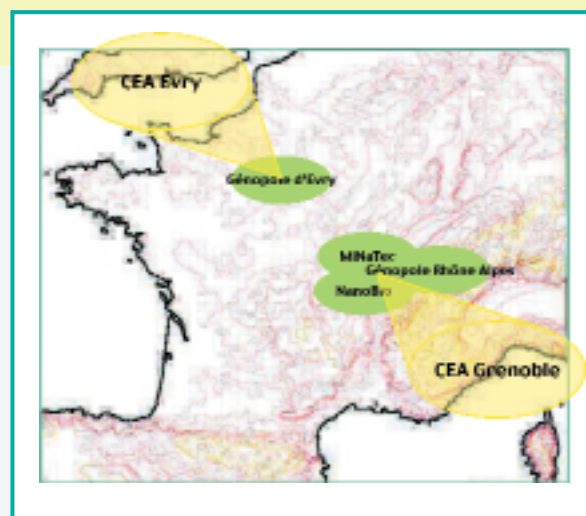 CEA Evry
Génopole d'Evry
MINaTec
Génopole Rhône Alpes
NanoBio
CEA Grenoble